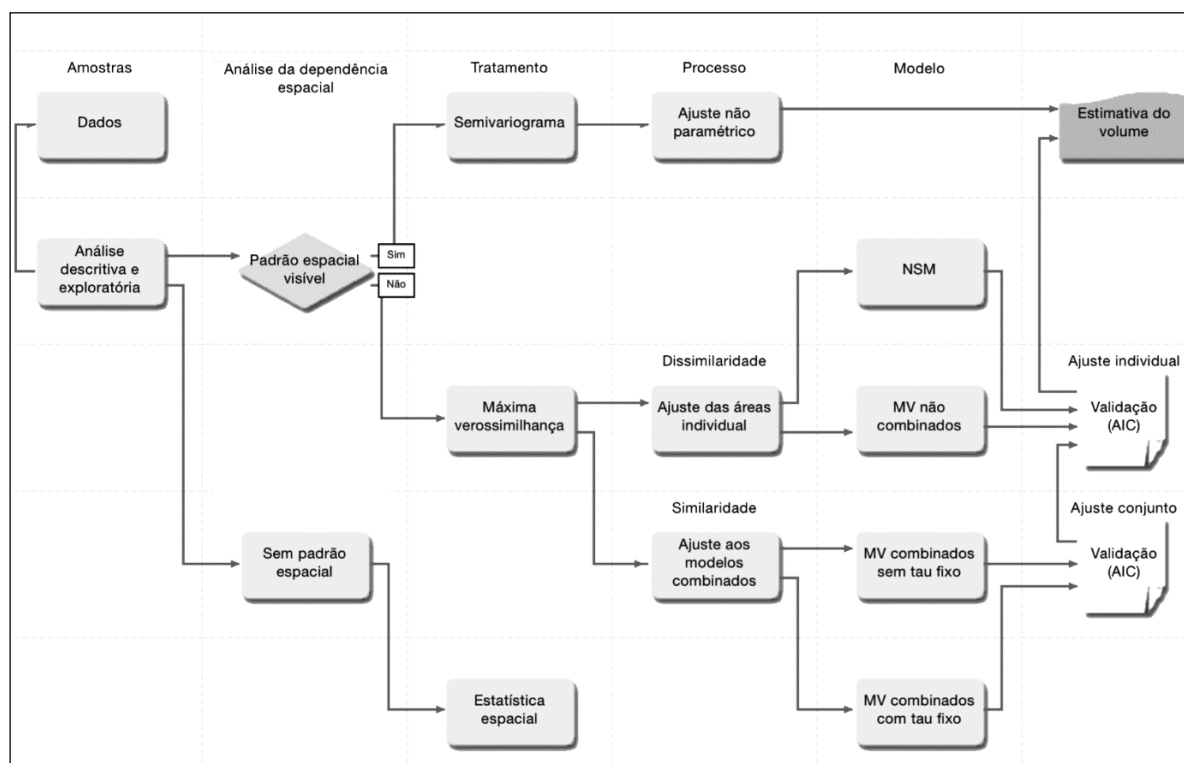 Amostras
Análise da dependência
espacial
Tratamento
Processo
Modelo
Dados
Semivariograma
Ajuste não
paramétrico
Estimativa do
volume
Análise
descritiva e
exploratória
Padrão espacial
visível
Sim
Não
NSM
Dissimilaridade
Ajuste individual
Máxima
verossimilhança
Ajuste das áreas
individual
MV não
combinados
Validação
(AIC)
Similaridade
Ajuste conjunto
Sem padrão
espacial
Ajuste aos
modelos
combinados
MV combinados
sem tau fixo
Validação
(AIC)
Estatística
espacial
MV combinados
com tau fixo